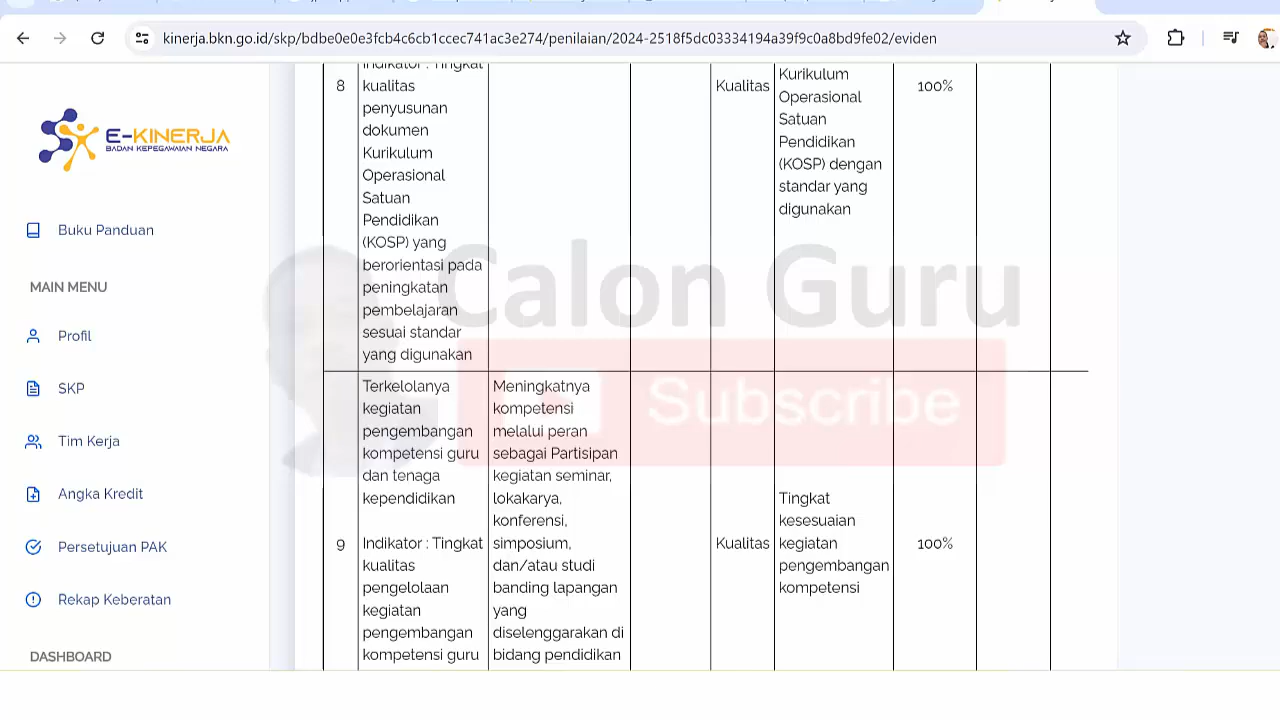 kinerja.bkn.go.id/skp/bdbe0e0e3fcb4c6cb1ccec741ac3e274/penilaian/2024-2518f5dc03334194a39f9c0a8bd9fe02/eviden
E-KINERJA
BADAN KEPEGAWAIAN NEGARA
Buku Panduan
MAIN MENU
Profil
SKP
Tim Kerja
Angka Kredit
Persetujuan PAK
Rekap Keberatan
DASHBOARD
8
Indikator : Tingkat
kualitas
penyusunan
dokumen
Kurikulum
Operasional
Satuan
Pendidikan
(KOSP) yang
berorientasi pada
peningkatan
pembelajaran
sesuai standar
yang digunakan
Kualitas
Kurikulum
Operasional
Satuan
Pendidikan
(KOSP) dengan
standar yang
digunakan
100%
9
Terkelolanya
kegiatan
pengembangan
kompetensi guru
dan tenaga
kependidikan
Indikator : Tingkat
kualitas
pengelolaan
kegiatan
pengembangan
kompetensi guru
Meningkatnya
kompetensi
melalui peran
sebagai Partisipan
kegiatan seminar,
lokakarya,
konferensi,
simposium,
dan/atau studi
banding lapangan
yang
diselenggarakan di
bidang pendidikan
Kualitas
Tingkat
kesesuaian
kegiatan
pengembangan
kompetensi
100%
Calon Guru
Subscribe